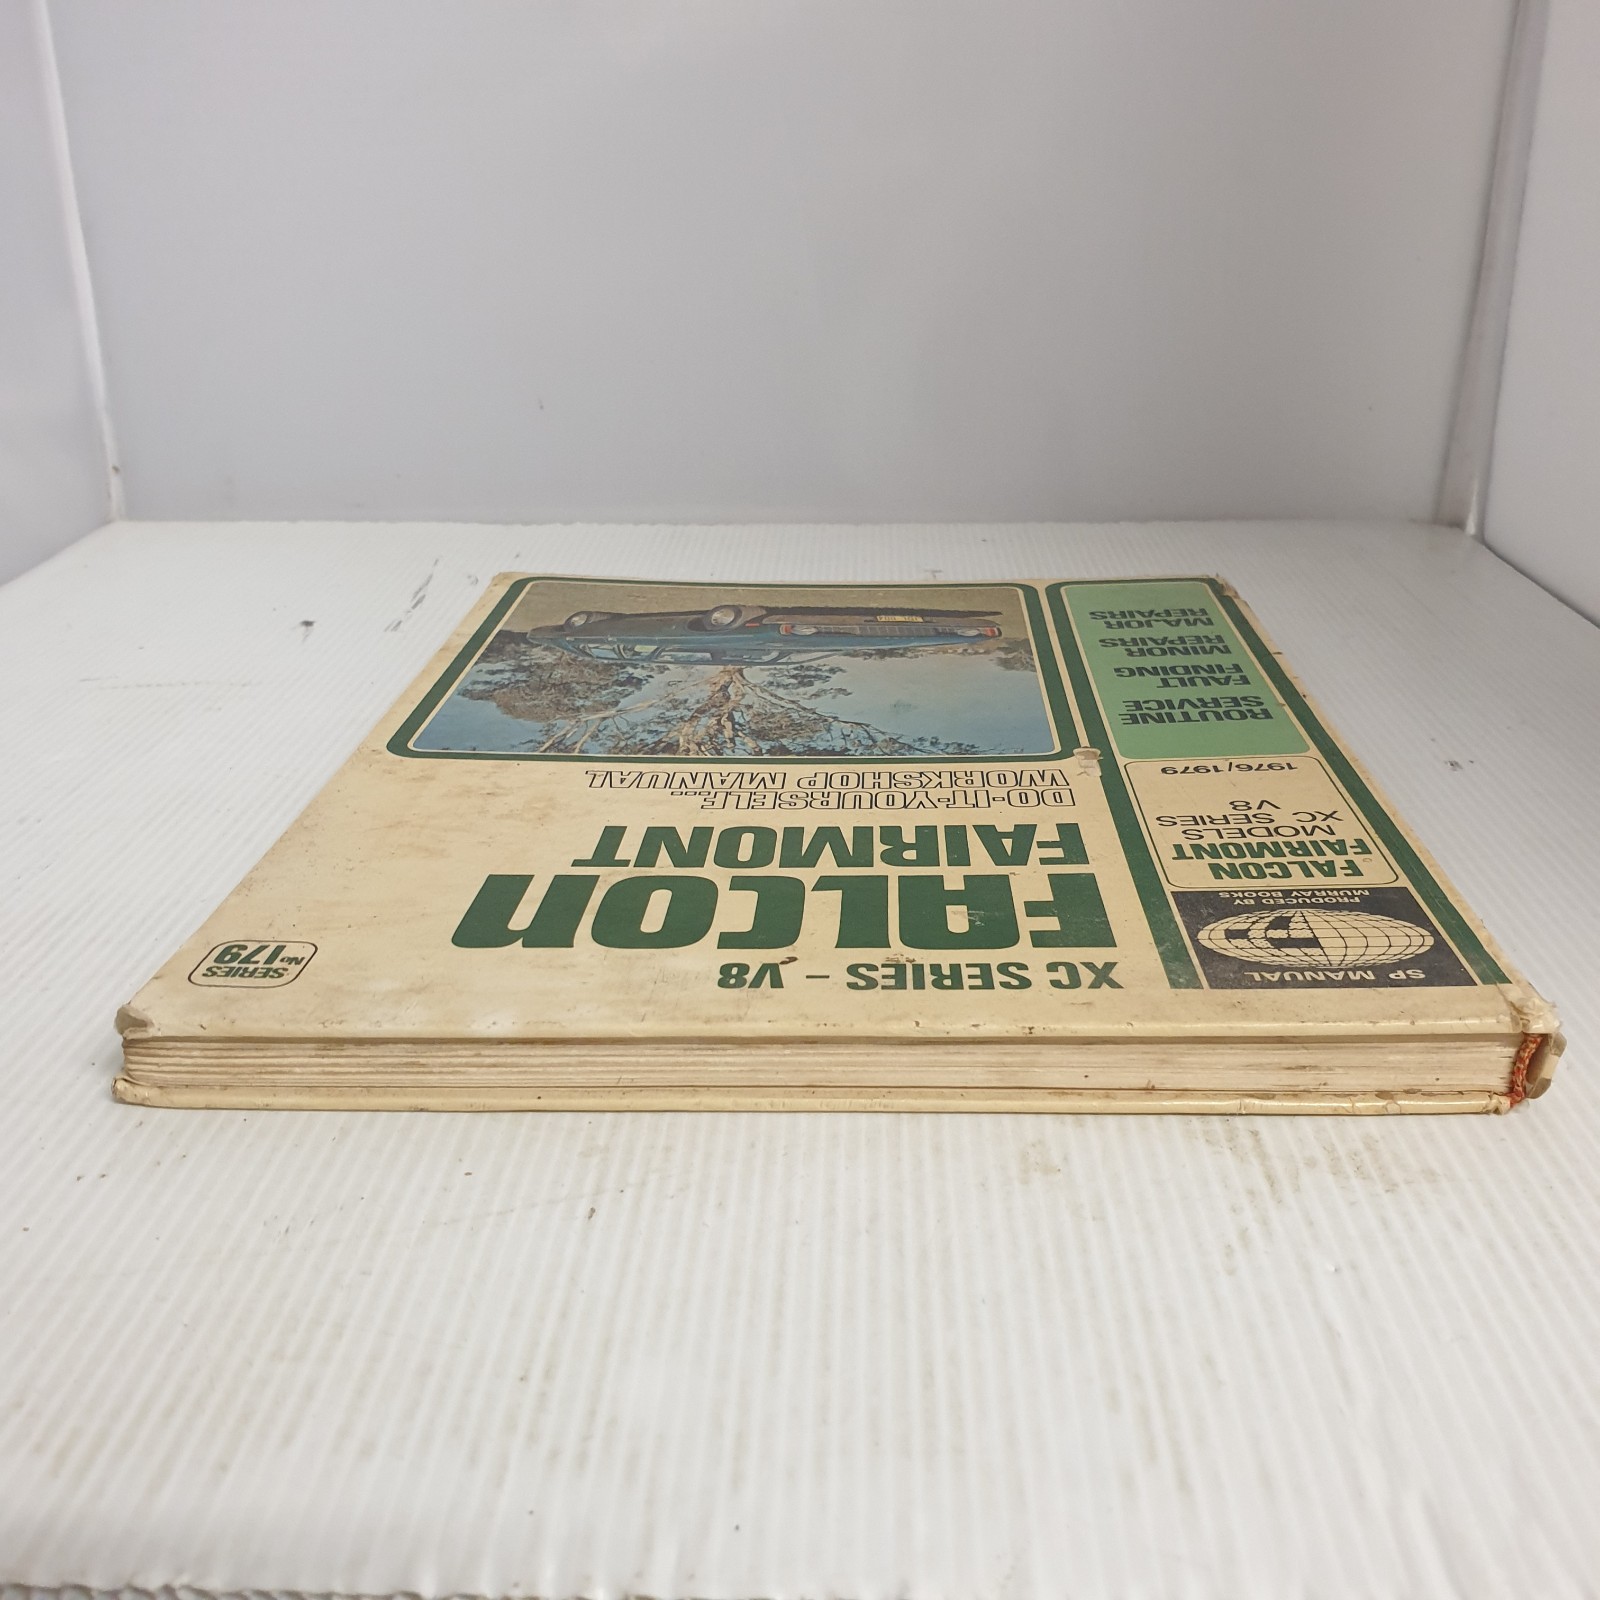 SP MANUAL
PRODUCED BY
MURRAY BOOKS
FALCON
FAIRMONT
MODELS
XC SERIES
V8
1976/1979
ROUTINE
SERVICE
FAULT
FINDING
MINOR
REPAIRS
MAJOR
REPAIRS
XC SERIES - V8
FALCON
FAIRMONT
DO-IT-YOURSELF...
WORKSHOP MANUAL
SERIES
No. 179